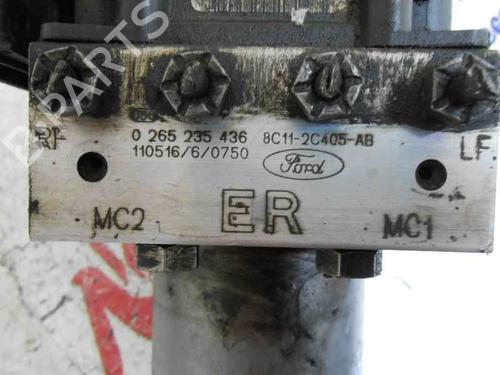 RF 0 265 235 436 8C11-2C405-AB LF
110516/6/0750 Ford
MC2 ER MC1
B-PARTS